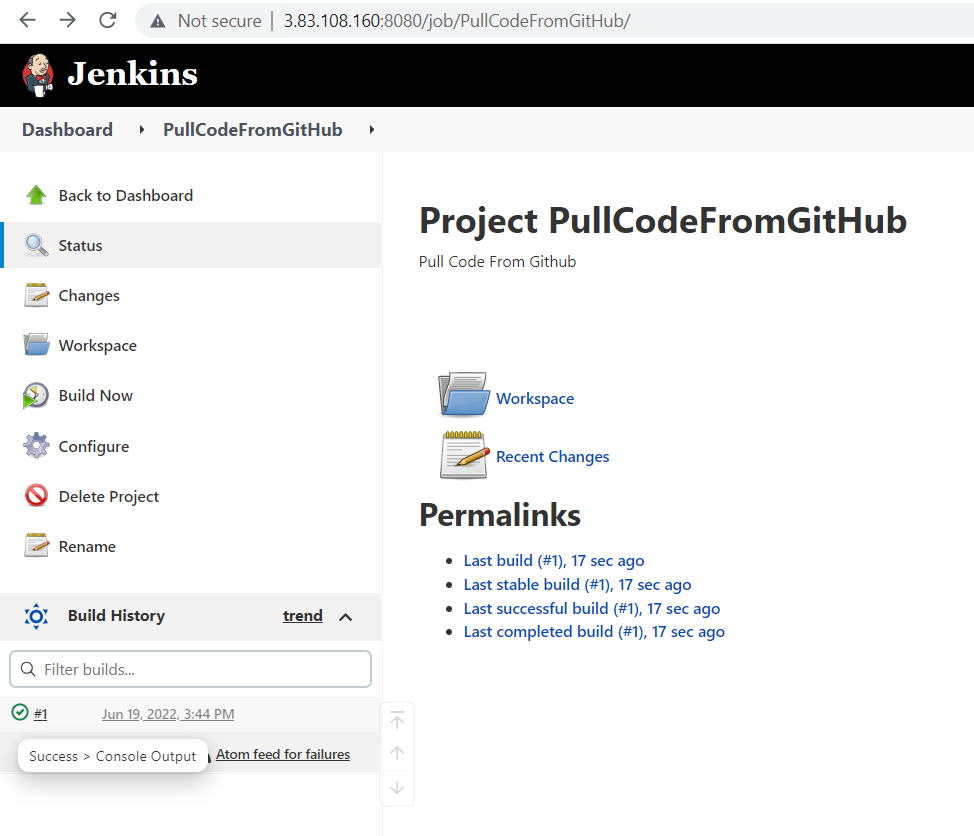 Not secure | 3.83.108.160:8080/job/PullCodeFromGitHub/
Jenkins
Dashboard PullCodeFromGitHub
Back to Dashboard
Status
Changes
Workspace
Build Now
Configure
Delete Project
Rename
Build History trend
Filter builds...
#1 Jun 19, 2022, 3:44 PM
Success > Console Output Atom feed for failures
Project PullCodeFromGitHub
Pull Code From Github
Workspace
Recent Changes
Permalinks
• Last build (#1), 17 sec ago
• Last stable build (#1), 17 sec ago
• Last successful build (#1), 17 sec ago
• Last completed build (#1), 17 sec ago